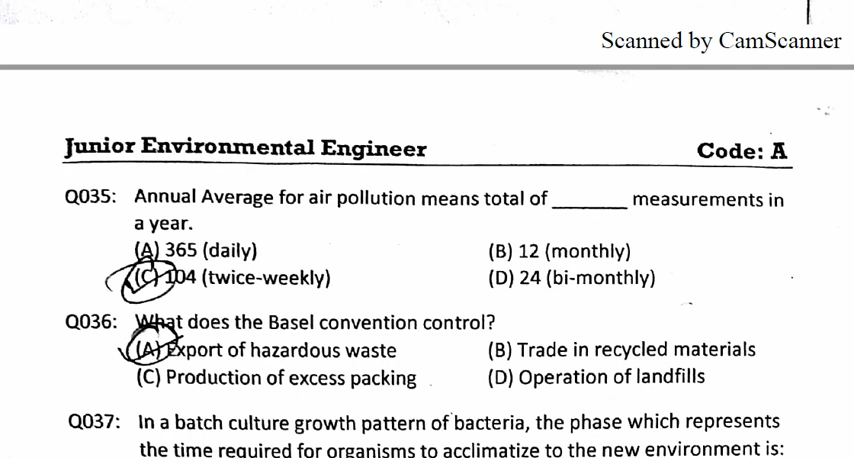 Scanned by CamScanner
Junior Environmental Engineer Code: A
Q035: Annual Average for air pollution means total of ________ measurements in
a year.
(A) 365 (daily) (B) 12 (monthly)
(C) 104 (twice-weekly) (D) 24 (bi-monthly)
Q036: What does the Basel convention control?
(A) Export of hazardous waste (B) Trade in recycled materials
(C) Production of excess packing (D) Operation of landfills
Q037: In a batch culture growth pattern of bacteria, the phase which represents
the time required for organisms to acclimatize to the new environment is: